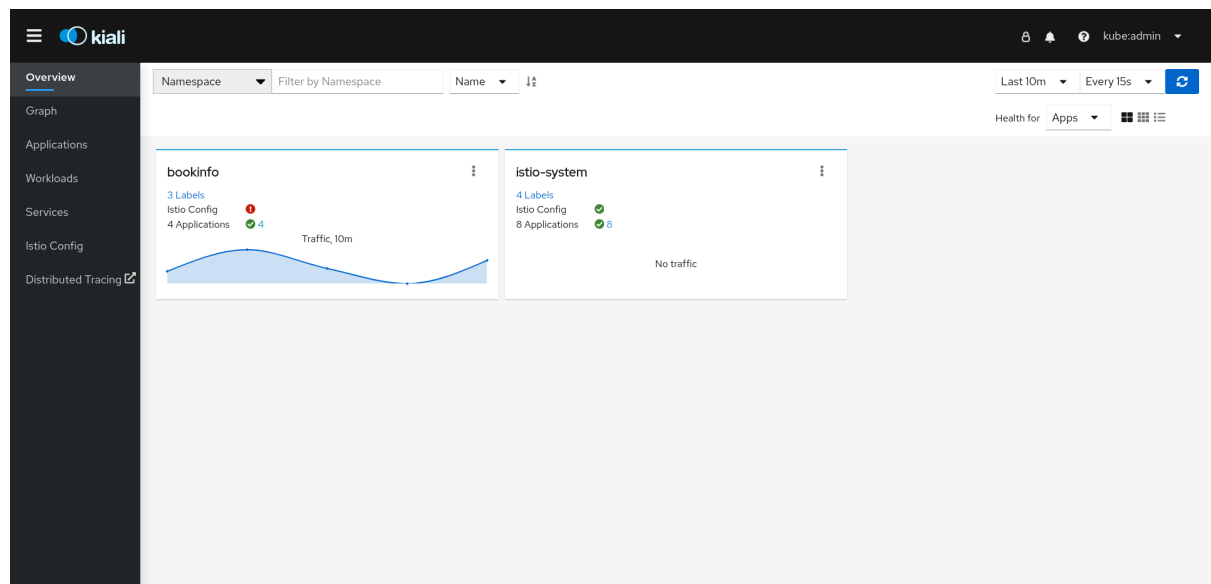 kiali
kube:admin
Overview
Graph
Applications
Workloads
Services
Istio Config
Distributed Tracing
Namespace
Filter by Namespace
Name
Last 10m
Every 15s
Health for
Apps
bookinfo
3 Labels
Istio Config
4 Applications 4
Traffic, 10m
istio-system
4 Labels
Istio Config
8 Applications 8
No traffic